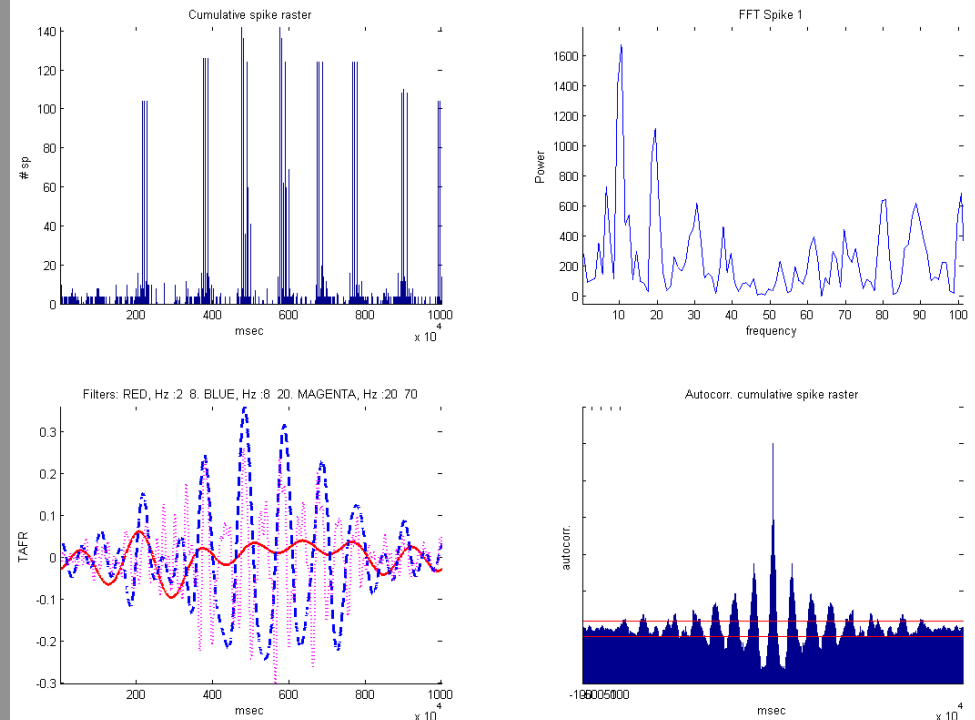 Cumulative spike raster
140
120
100
80
60
40
20
0
# sp
0 200 400 600 800 1000
msec
x 10^4
FFT Spike 1
1600
1400
1200
1000
800
600
400
200
0
Power
10 20 30 40 50 60 70 80 90 100
frequency
Filters: RED, Hz :2 8. BLUE, Hz :8 20. MAGENTA, Hz :20 70
0.3
0.2
0.1
0
-0.1
-0.2
-0.3
TAFR
0 200 400 600 800 1000
msec
x 10^4
Autocorr. cumulative spike raster
autocorr.
msec
x 10^4